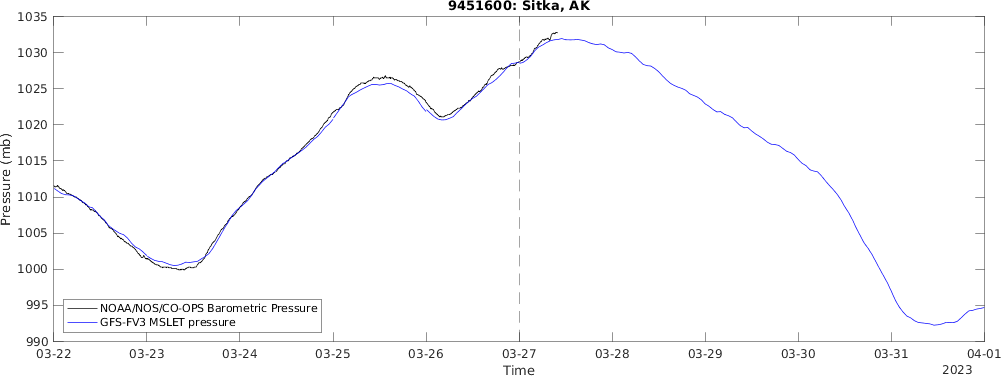 9451600: Sitka, AK
Pressure (mb)
1035
1030
1025
1020
1015
1010
1005
1000
995
990
NOAA/NOS/CO-OPS Barometric Pressure
GFS-FV3 MSLET pressure
03-22 03-23 03-24 03-25 03-26 03-27 03-28 03-29 03-30 03-31 04-01
Time
2023